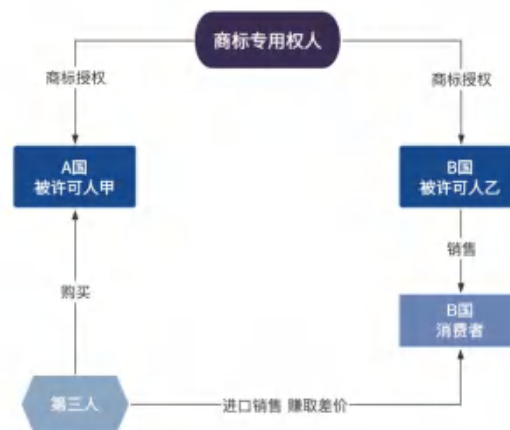 商标专用权人
商标授权
商标授权
A国
被许可人甲
B国
被许可人乙
销售
购买
B国
消费者
第三人
进口销售 赚取差价